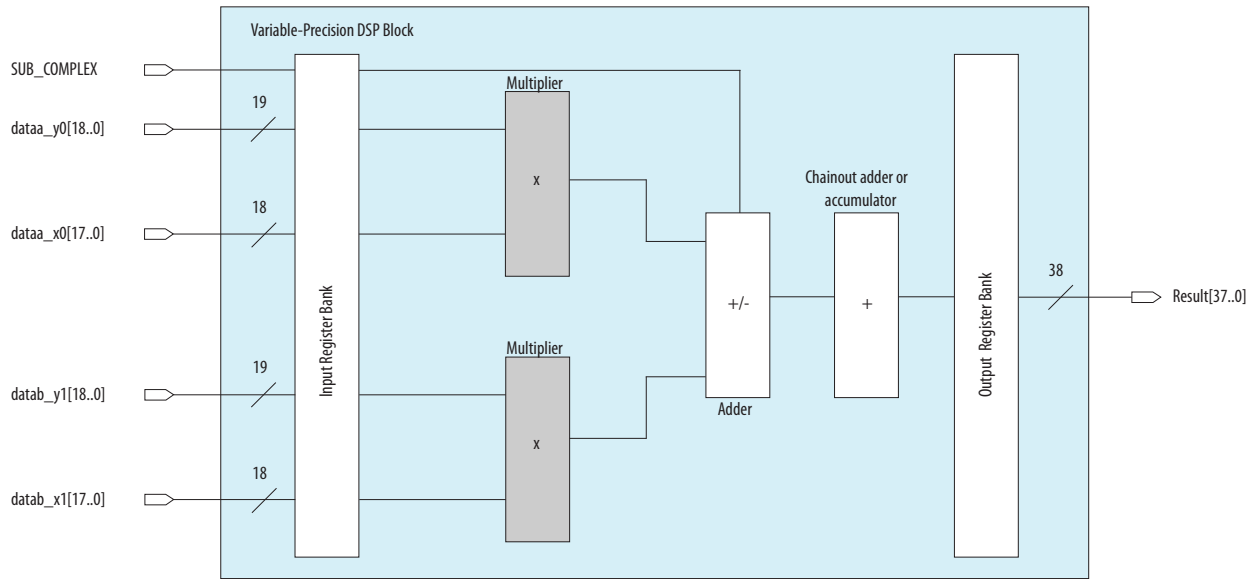 Variable-Precision DSP Block
SUB_COMPLEX
Multiplier
19
dataa_y0[18..0]
x
Chainout adder or
accumulator
18
dataa_x0[17..0]
Input Register Bank
+/-
+
Output Register Bank
38
Result[37..0]
Multiplier
19
datab_y1[18..0]
Adder
x
18
datab_x1[17..0]